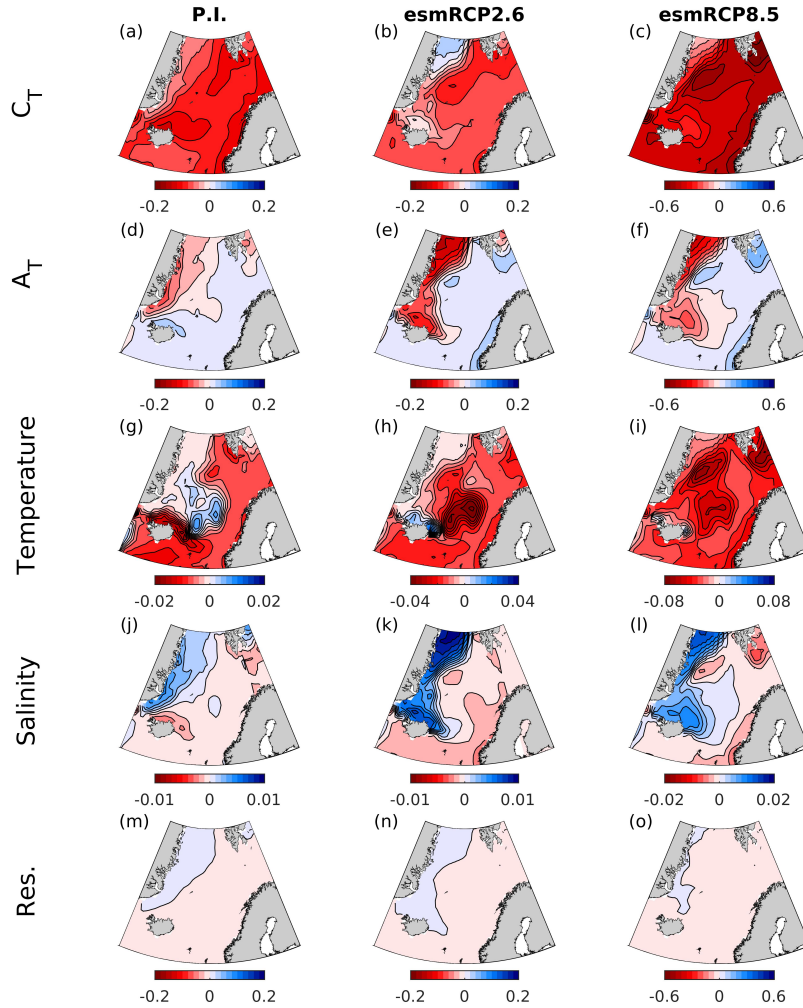 P.I. esmRCP2.6 esmRCP8.5
(a) (b) (c)
C_T
-0.2 0 0.2 -0.2 0 0.2 -0.6 0 0.6
(d) (e) (f)
A_T
-0.2 0 0.2 -0.2 0 0.2 -0.6 0 0.6
(g) (h) (i)
Temperature
-0.02 0 0.02 -0.04 0 0.04 -0.08 0 0.08
(j) (k) (l)
Salinity
-0.01 0 0.01 -0.01 0 0.01 -0.02 0 0.02
(m) (n) (o)
Res.
-0.2 0 0.2 -0.2 0 0.2 -0.6 0 0.6